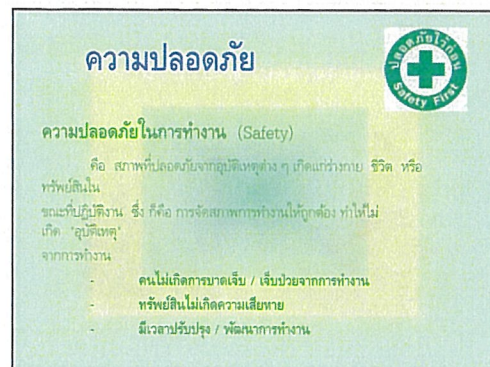 ความปลอดภัย
ปลอดภัยไว้ก่อน
Safety First
ความปลอดภัยในการทำงาน (Safety)
คือ สภาพที่ปลอดภัยจากอุบัติเหตุต่าง ๆ เกิดแก่ร่างกาย ชีวิต หรือ
ทรัพย์สินใน
ขณะที่ปฏิบัติงาน ซึ่ง ก็คือ การจัดสภาพการทำงานให้ถูกต้อง ทำให้ไม่
เกิด "อุบัติเหตุ"
จากการทำงาน
- คนไม่เกิดการบาดเจ็บ / เจ็บป่วยจากการทำงาน
- ทรัพย์สินไม่เกิดความเสียหาย
- มีเวลาปรับปรุง / พัฒนาการทำงาน